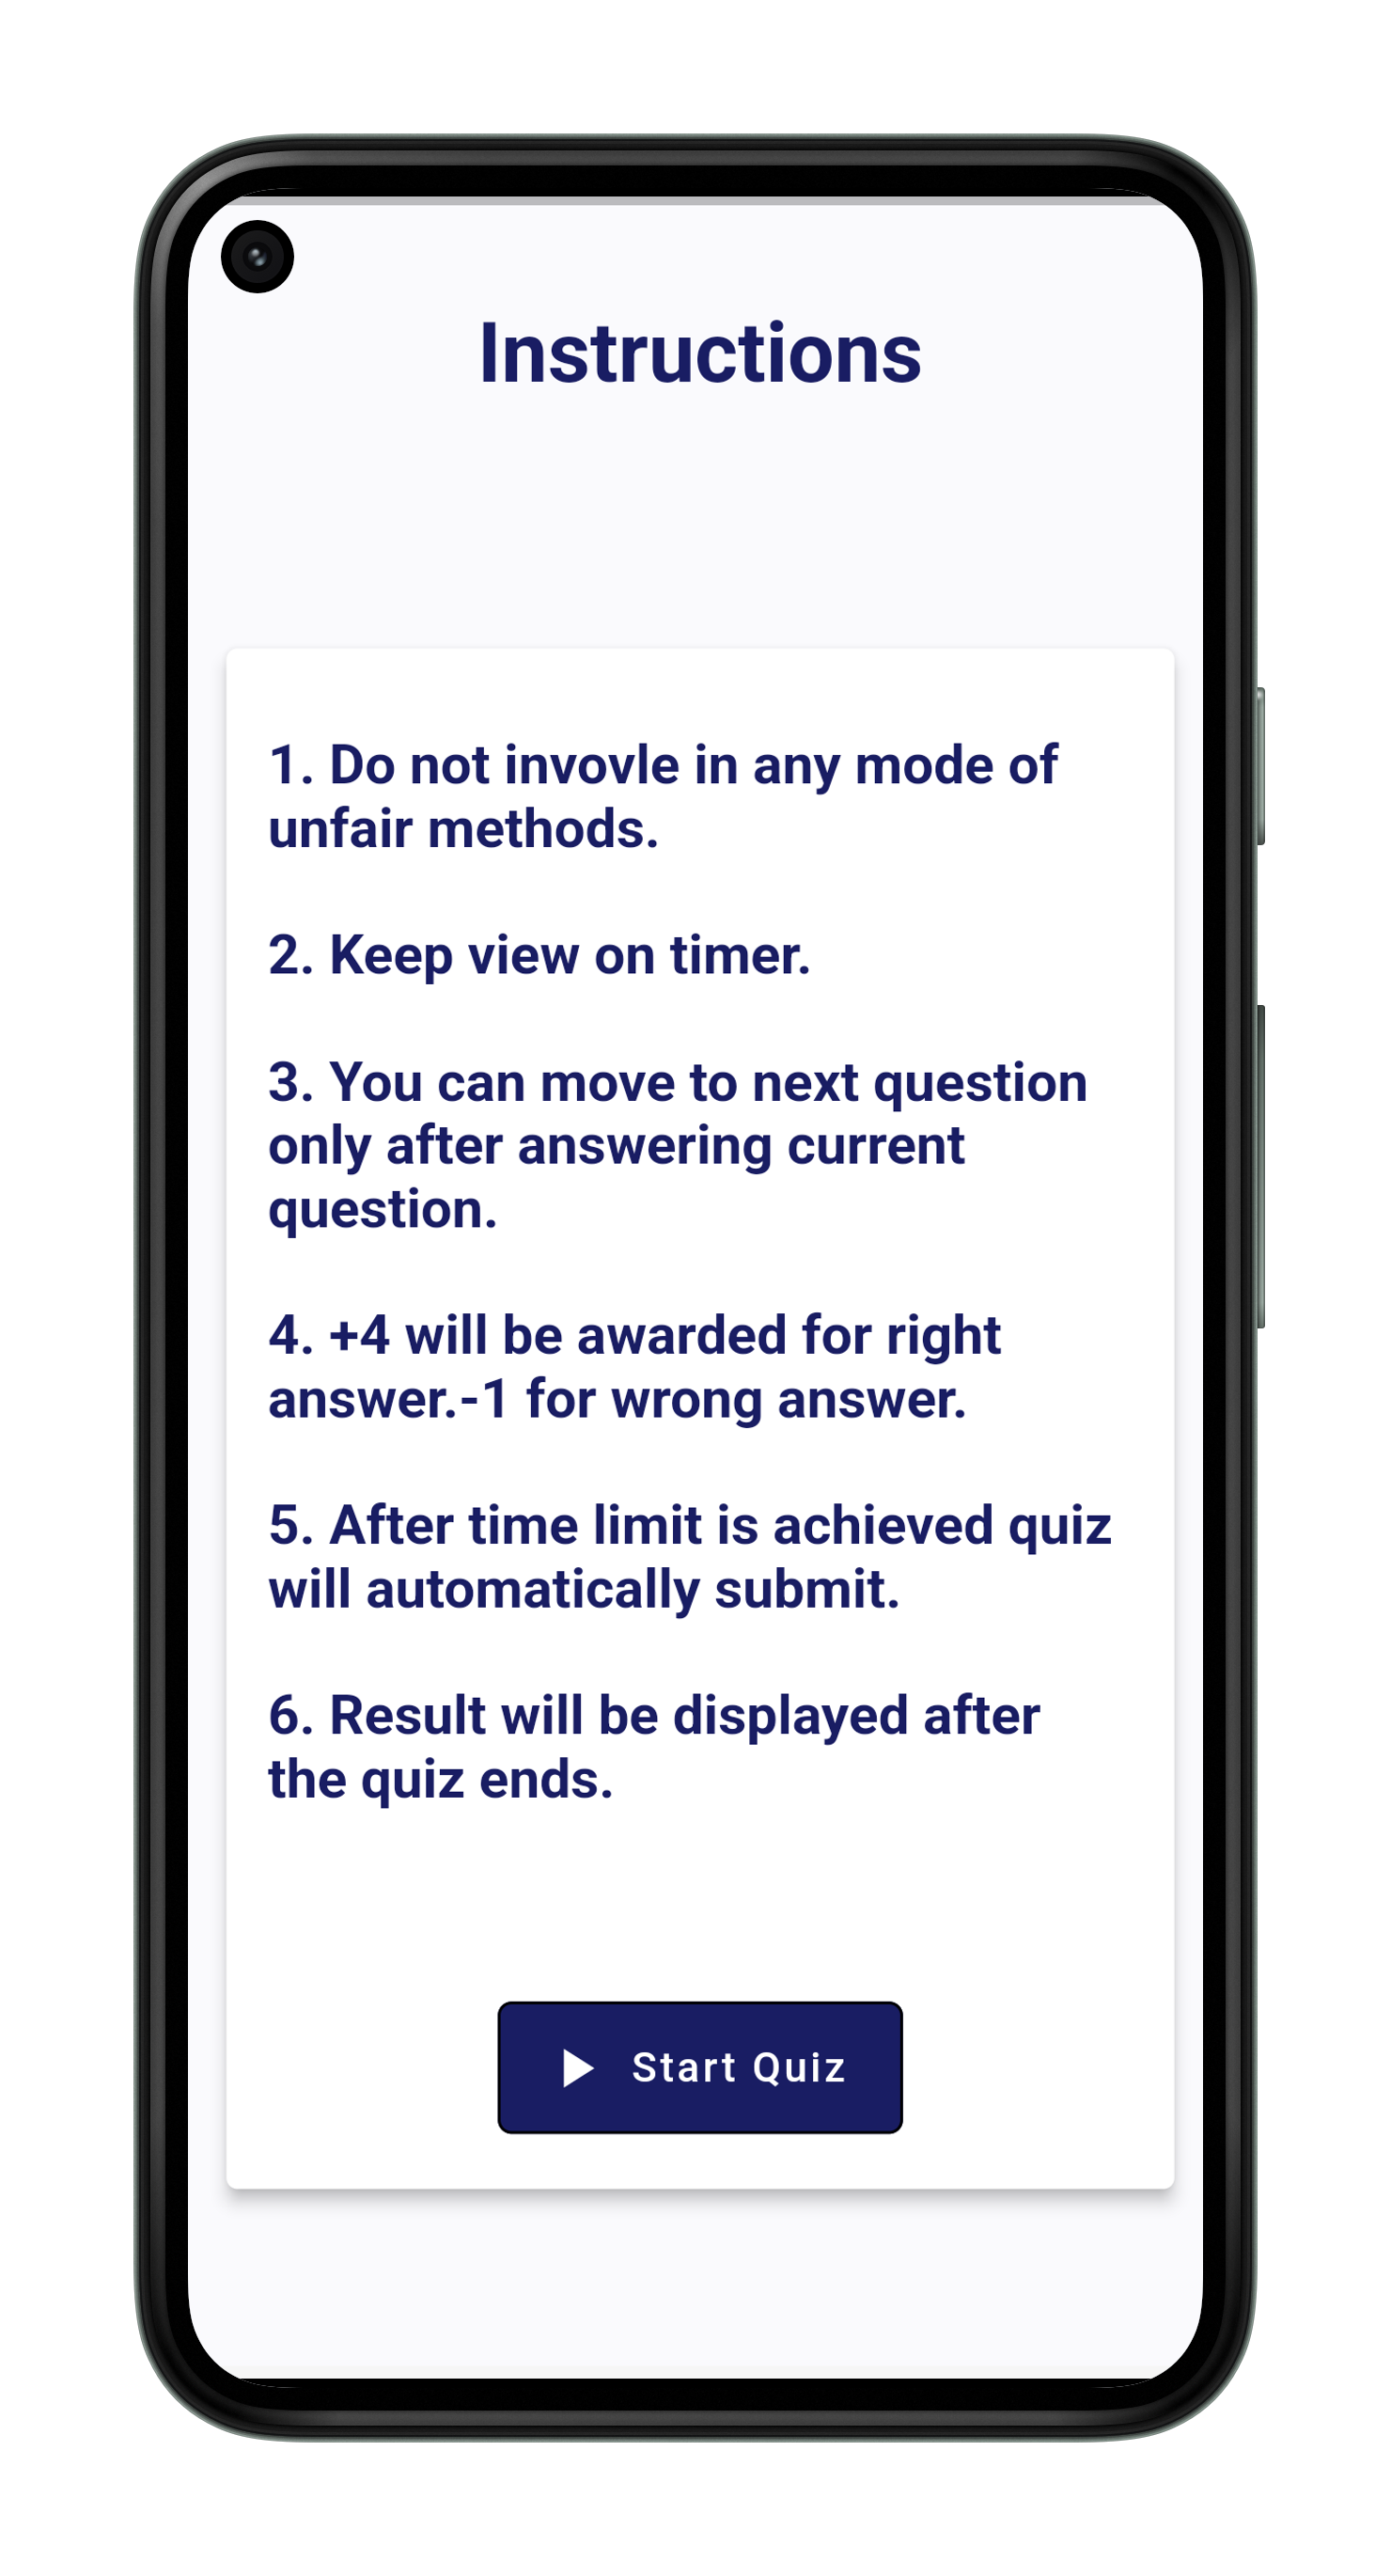 Instructions
1. Do not invovle in any mode of
unfair methods.
2. Keep view on timer.
3. You can move to next question
only after answering current
question.
4. +4 will be awarded for right
answer.-1 for wrong answer.
5. After time limit is achieved quiz
will automatically submit.
6. Result will be displayed after
the quiz ends.
Start Quiz